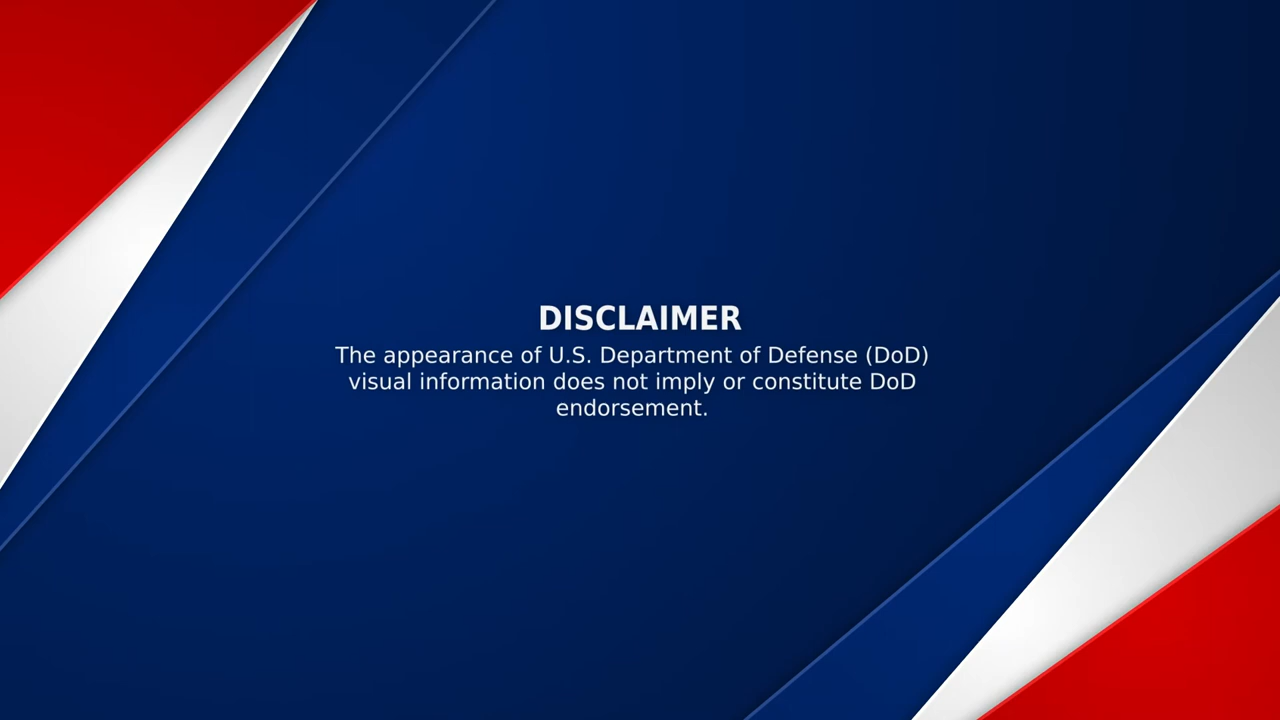 DISCLAIMER
The appearance of U.S. Department of Defense (DoD)
visual information does not imply or constitute DoD
endorsement.